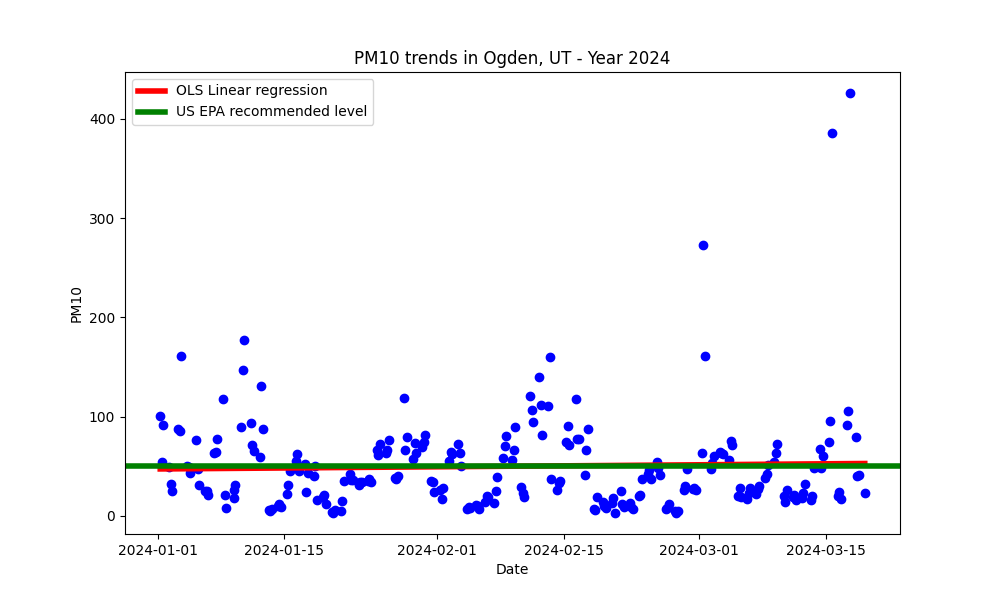 PM10 trends in Ogden, UT - Year 2024
OLS Linear regression
US EPA recommended level
400
300
200
100
0
PM10
2024-01-01
2024-01-15
2024-02-01
2024-02-15
2024-03-01
2024-03-15
Date